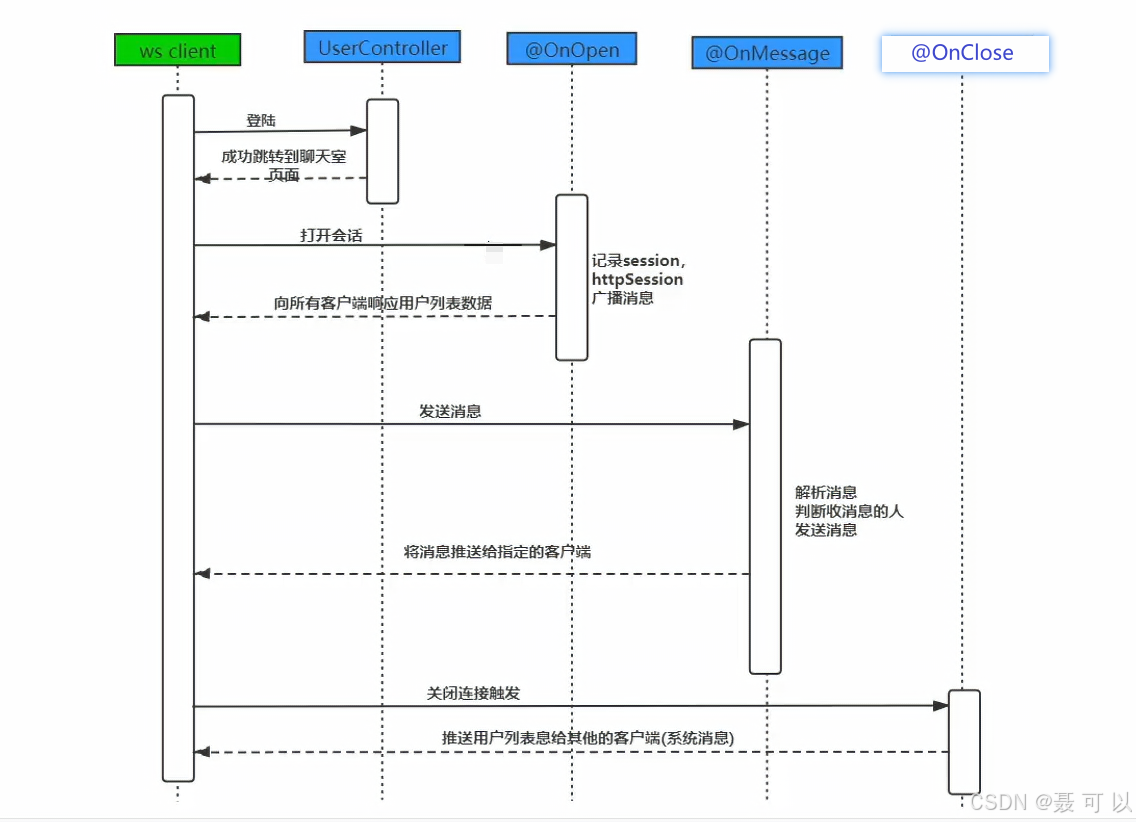 ws client
UserController
@OnOpen
@OnMessage
@OnClose
登陆
成功跳转到聊天室
页面
打开会话
记录session，
httpSession
广播消息
向所有客户端响应用户列表数据
发送消息
解析消息
判断收消息的人
发送消息
将消息推送给指定的客户端
关闭连接触发
推送用户列表息给其他的客户端(系统消息)
CSDN @聂可以